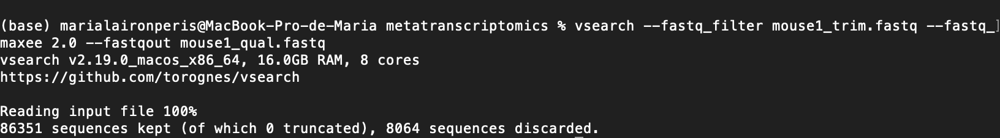 (base) marialaironperis@MacBook-Pro-de-Maria metatranscriptomics % vsearch --fastq_filter mouse1_trim.fastq --fastq_]
maxee 2.0 --fastqout mouse1_qual.fastq
vsearch v2.19.0_macos_x86_64, 16.0GB RAM, 8 cores
https://github.com/torognes/vsearch
Reading input file 100%
86351 sequences kept (of which 0 truncated), 8064 sequences discarded.